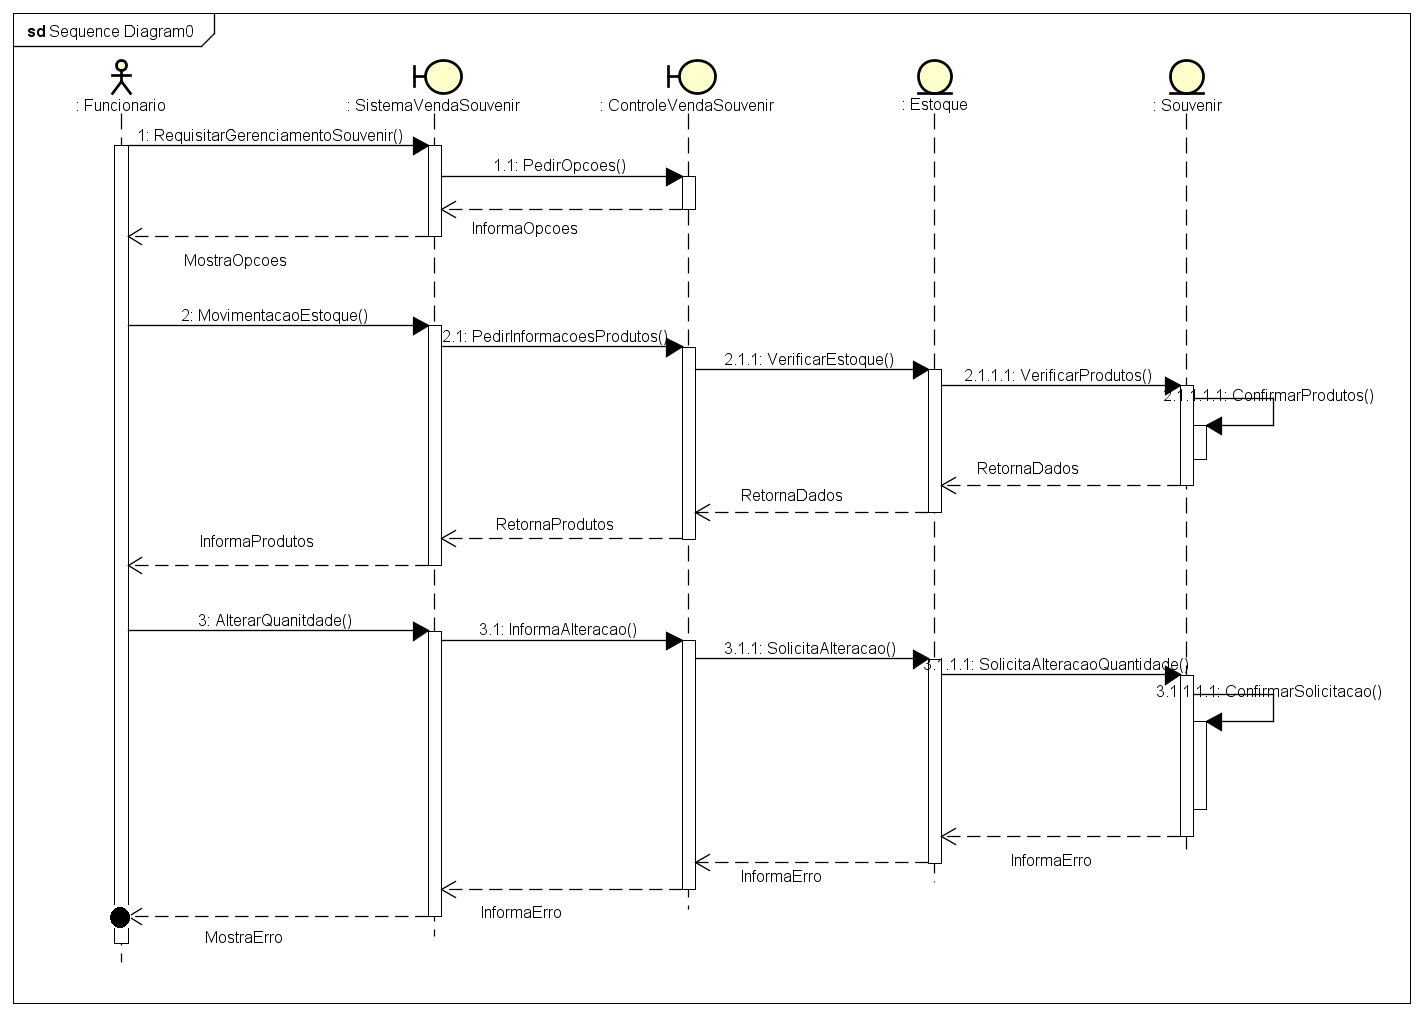 sd Sequence Diagram0
: Funcionario
: SistemaVendaSouvenir
: ControleVendaSouvenir
: Estoque
: Souvenir
1: RequisitarGerenciamentoSouvenir()
1.1: PedirOpcoes()
InformaOpcoes
MostraOpcoes
2: MovimentacaoEstoque()
2.1: PedirInformacoesProdutos()
2.1.1: VerificarEstoque()
2.1.1.1: VerificarProdutos()
2.1.1.1.1: ConfirmarProdutos()
RetornaDados
RetornaDados
RetornaProdutos
InformaProdutos
3: AlterarQuanitdade()
3.1: InformaAlteracao()
3.1.1: SolicitaAlteracao()
3.1.1.1: SolicitaAlteracaoQuantidade()
3.1.1.1.1: ConfirmarSolicitacao()
InformaErro
InformaErro
InformaErro
MostraErro